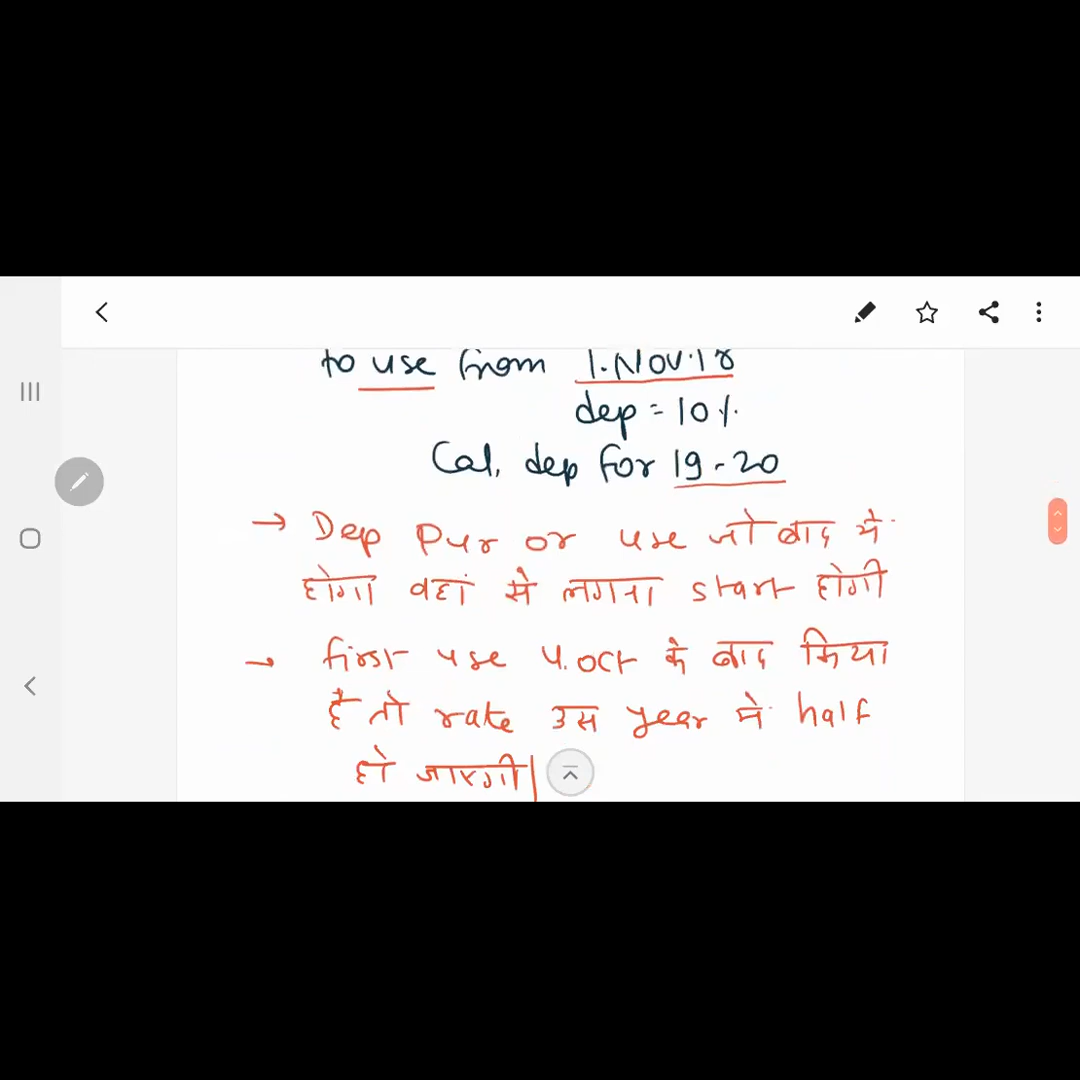 to use from 1.Nov.18
dep = 10%.
Cal. dep for 19-20
→ Dep Pur or use जो बाद में
होगा वहां से लगना start होगी
→ first use 4.oct के बाद किया
है तो rate उस year मे half
हो जाएगी|